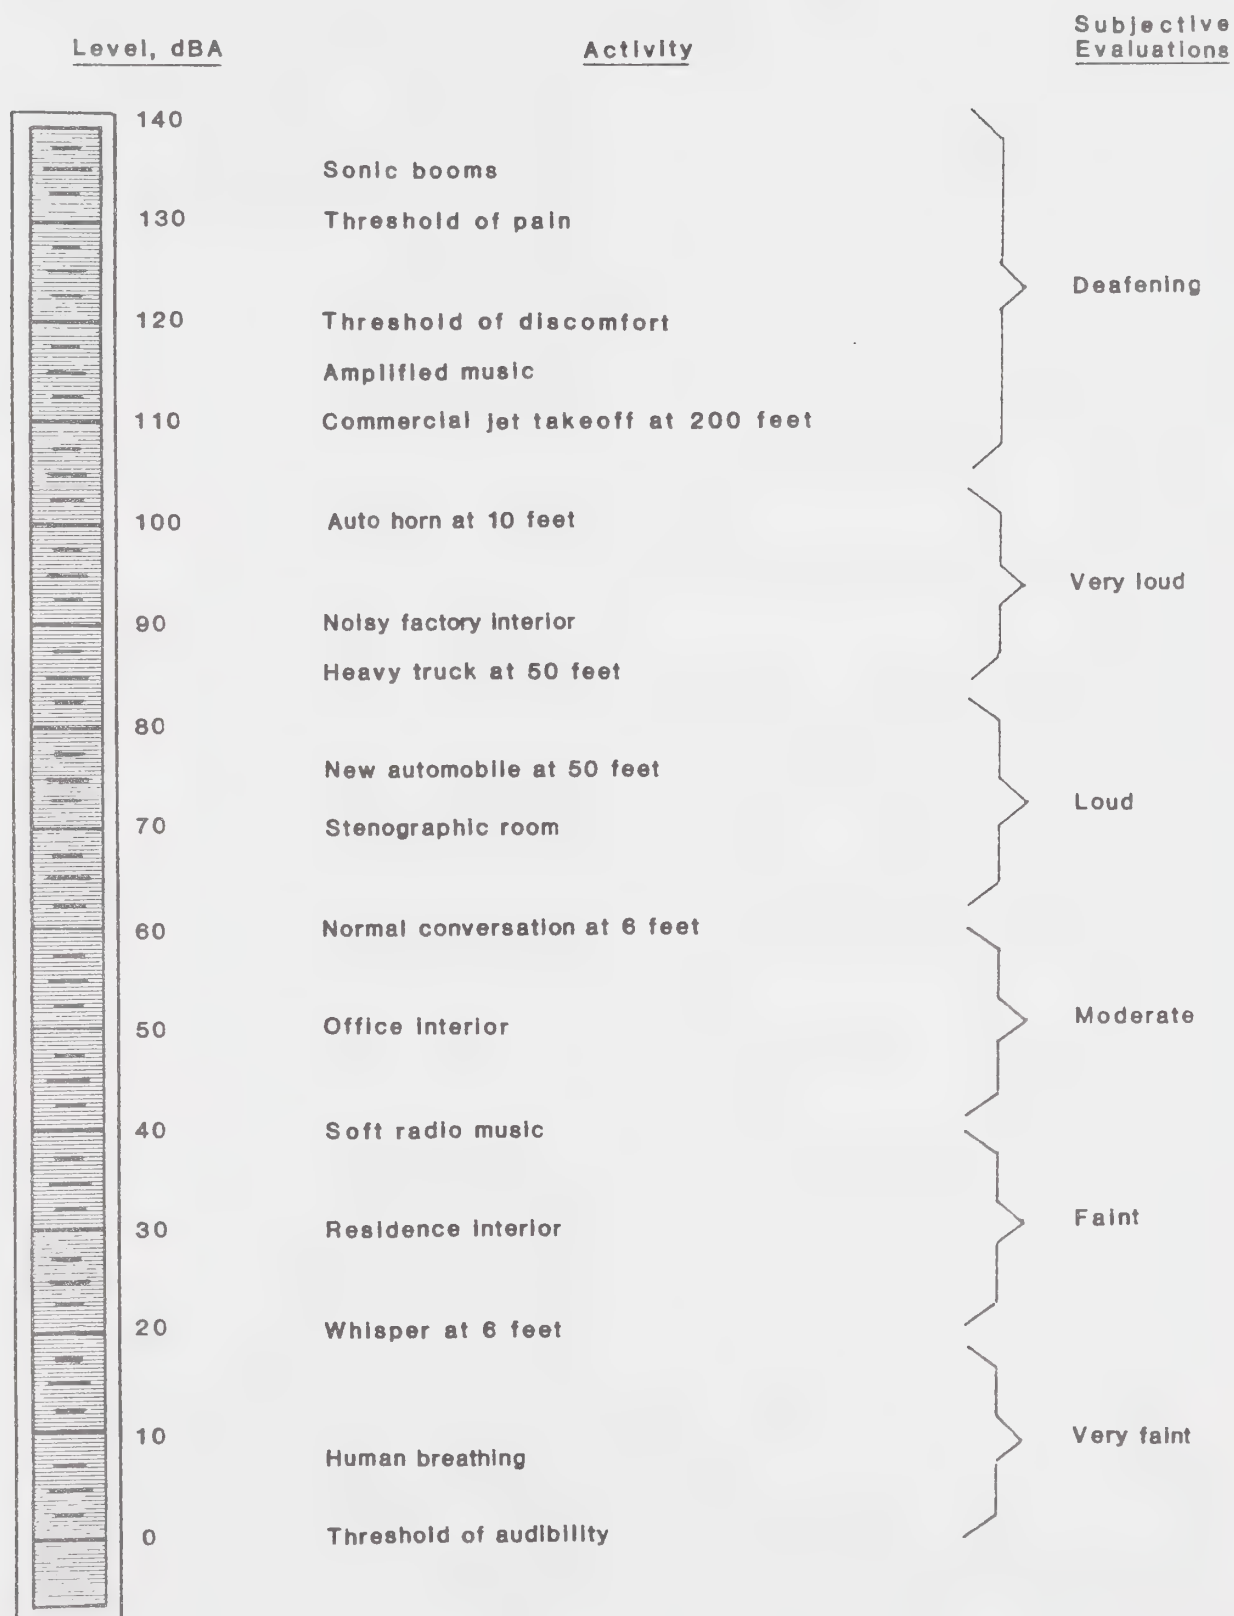 Level, dBA
Activity
Subjective
Evaluations
140
Sonic booms
130 Threshold of pain
Deafening
120 Threshold of discomfort
Amplified music
110 Commercial jet takeoff at 200 feet
100 Auto horn at 10 feet
Very loud
90 Noisy factory interior
Heavy truck at 50 feet
80
New automobile at 50 feet
Loud
70 Stenographic room
60 Normal conversation at 6 feet
Moderate
50 Office interior
40 Soft radio music
Faint
30 Residence interior
20 Whisper at 6 feet
10 Very faint
Human breathing
0 Threshold of audibility